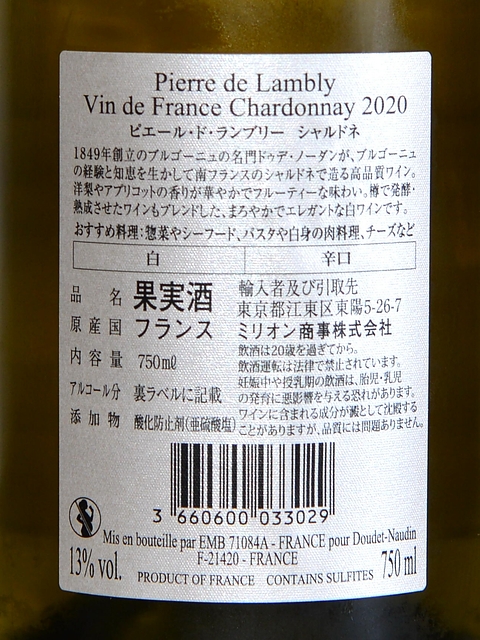 Pierre de Lambly
Vin de France Chardonnay 2020
ピエール・ド・ランブリー シャルドネ
1849年創立のブルゴーニュの名門ドゥデ・ノーダンが、ブルゴーニュ
の経験と知恵を生かして南フランスのシャルドネで造る高品質ワイン。
洋梨やアプリコットの香りが華やかでフルーティーな味わい。樽で発酵・
熟成させたワインもブレンドした、まろやかでエレガントな白ワインです。
おすすめ料理：惣菜やシーフード、パスタや白身の肉料理、チーズなど
白 辛口
品名 果実酒
原産国 フランス
内容量 750mℓ
アルコール分 裏ラベルに記載
添加物 酸化防止剤（亜硫酸塩）
輸入者及び引取先
東京都江東区東陽5-26-7
ミリオン商事株式会社
飲酒は20歳を過ぎてから。
飲酒運転は法律で禁止されています。
妊娠中や授乳期の飲酒は、胎児・乳児
の発育に悪影響を与える恐れがあります。
ワインに含まれる成分が澱として沈殿する
ことがありますが、品質には問題ありません。
3 660600 033029
Mis en bouteille par EMB 71084A - FRANCE pour Doudet-Naudin
F-21420 - FRANCE
13% vol. PRODUCT OF FRANCE CONTAINS SULFITES 750 ml